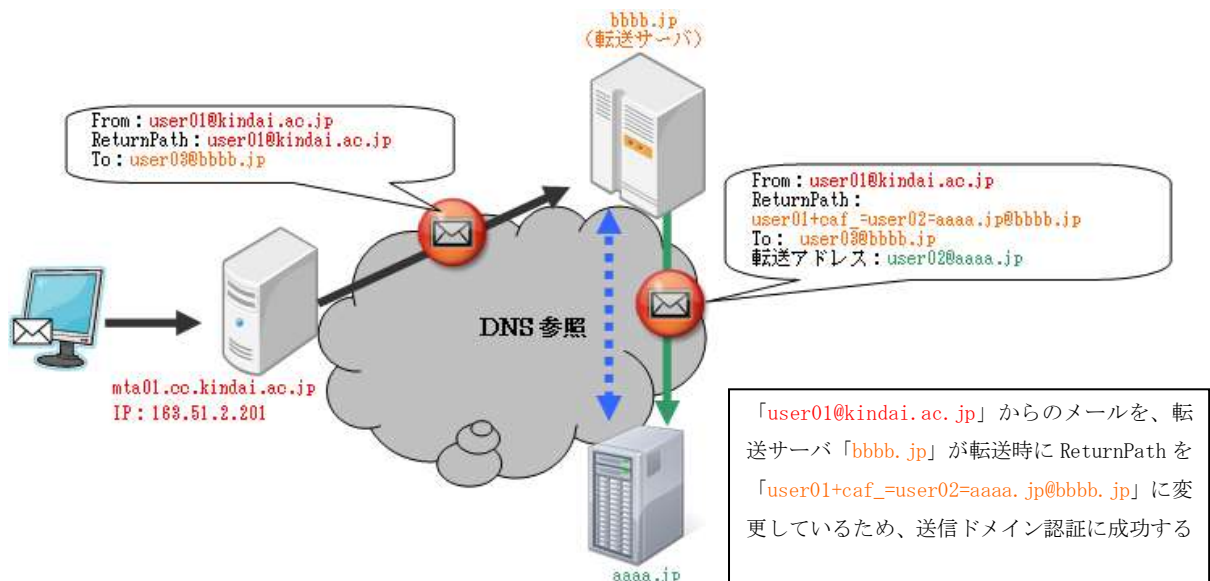 bbbb.jp
(転送サーバ)
From：user01@kindai.ac.jp
ReturnPath：user01@kindai.ac.jp
To：user03@bbbb.jp
From：user01@kindai.ac.jp
ReturnPath：
user01+caf_=user02=aaaa.jp@bbbb.jp
To： user03@bbbb.jp
転送アドレス：user02@aaaa.jp
DNS 参照
mta01.cc.kindai.ac.jp
IP：163.51.2.201
「user01@kindai.ac.jp」からのメールを、転
送サーバ「bbbb.jp」が転送時に ReturnPath を
「user01+caf_=user02=aaaa.jp@bbbb.jp」に変
更しているため、送信ドメイン認証に成功する
aaaa.jp